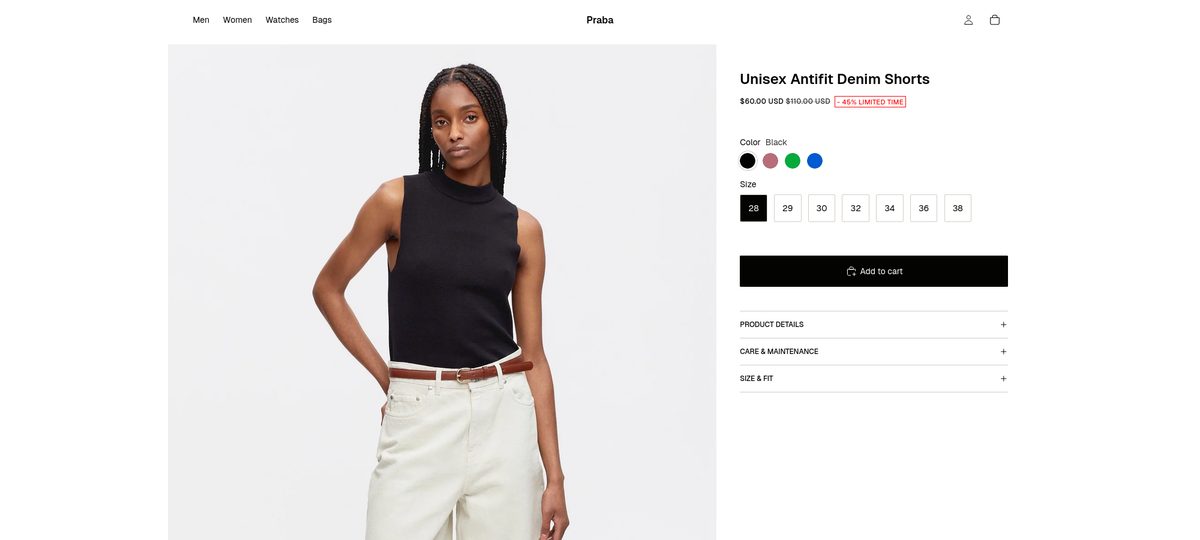 Men Women Watches Bags Praba
Unisex Antifit Denim Shorts
$60.00 USD $110.00 USD - 45% LIMITED TIME
Color Black
Size
28 29 30 32 34 36 38
Add to cart
PRODUCT DETAILS +
CARE & MAINTENANCE +
SIZE & FIT +